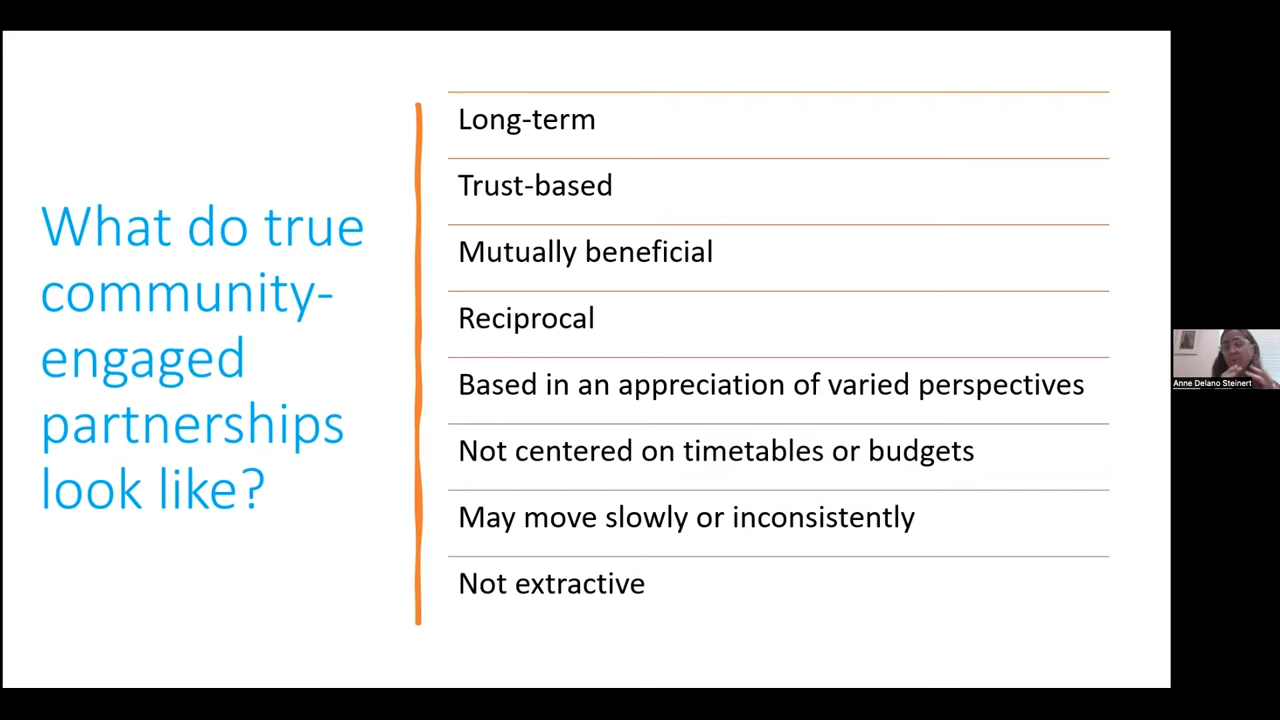 What do true
community-
engaged
partnerships
look like?
Long-term
Trust-based
Mutually beneficial
Reciprocal
Based in an appreciation of varied perspectives
Not centered on timetables or budgets
May move slowly or inconsistently
Not extractive
Anne Delano Steinert